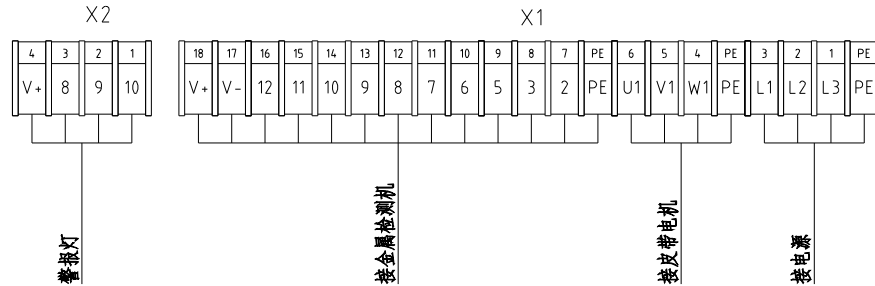 X2
X1
4 3 2 1
18 17 16 15 14 13 12 11 10 9 8 7 PE 6 5 4 PE 3 2 1 PE
V+ 8 9 10
V- V+ 12 11 10 9 8 7 6 5 3 2 PE U1 V1 W1 PE L1 L2 L3 PE
警报灯
接金属检测机
接皮带电机
接电源